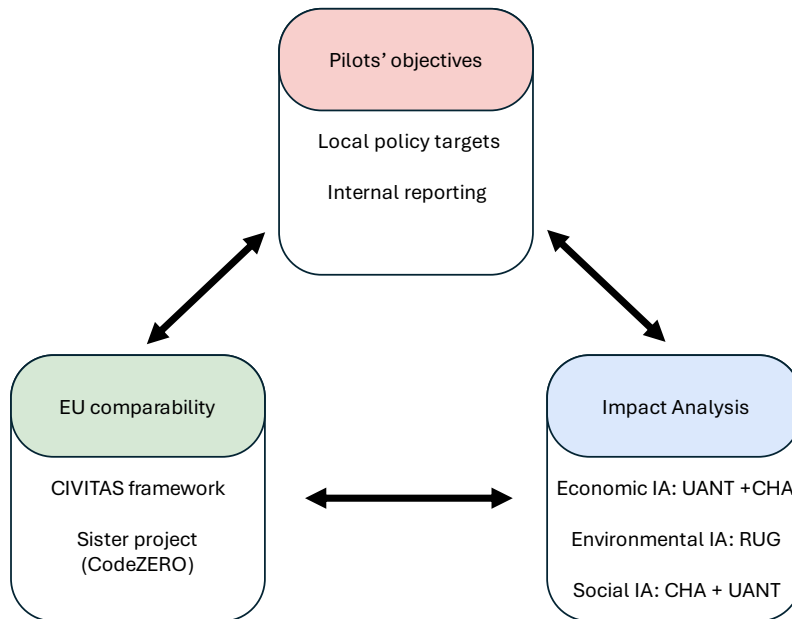 Pilots’ objectives
Local policy targets
Internal reporting
EU comparability
CIVITAS framework
Sister project
(CodeZERO)
Impact Analysis
Economic IA: UANT +CHA
Environmental IA: RUG
Social IA: CHA + UANT